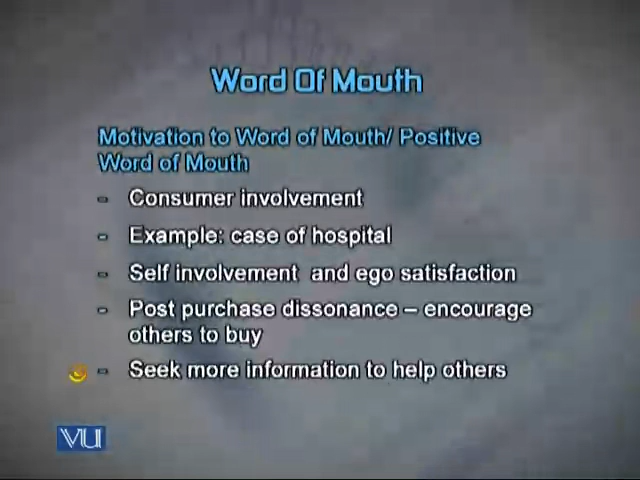 Word Of Mouth
Motivation to Word of Mouth/ Positive
Word of Mouth
- Consumer involvement
- Example: case of hospital
- Self involvement and ego satisfaction
- Post purchase dissonance – encourage
others to buy
- Seek more information to help others
VU